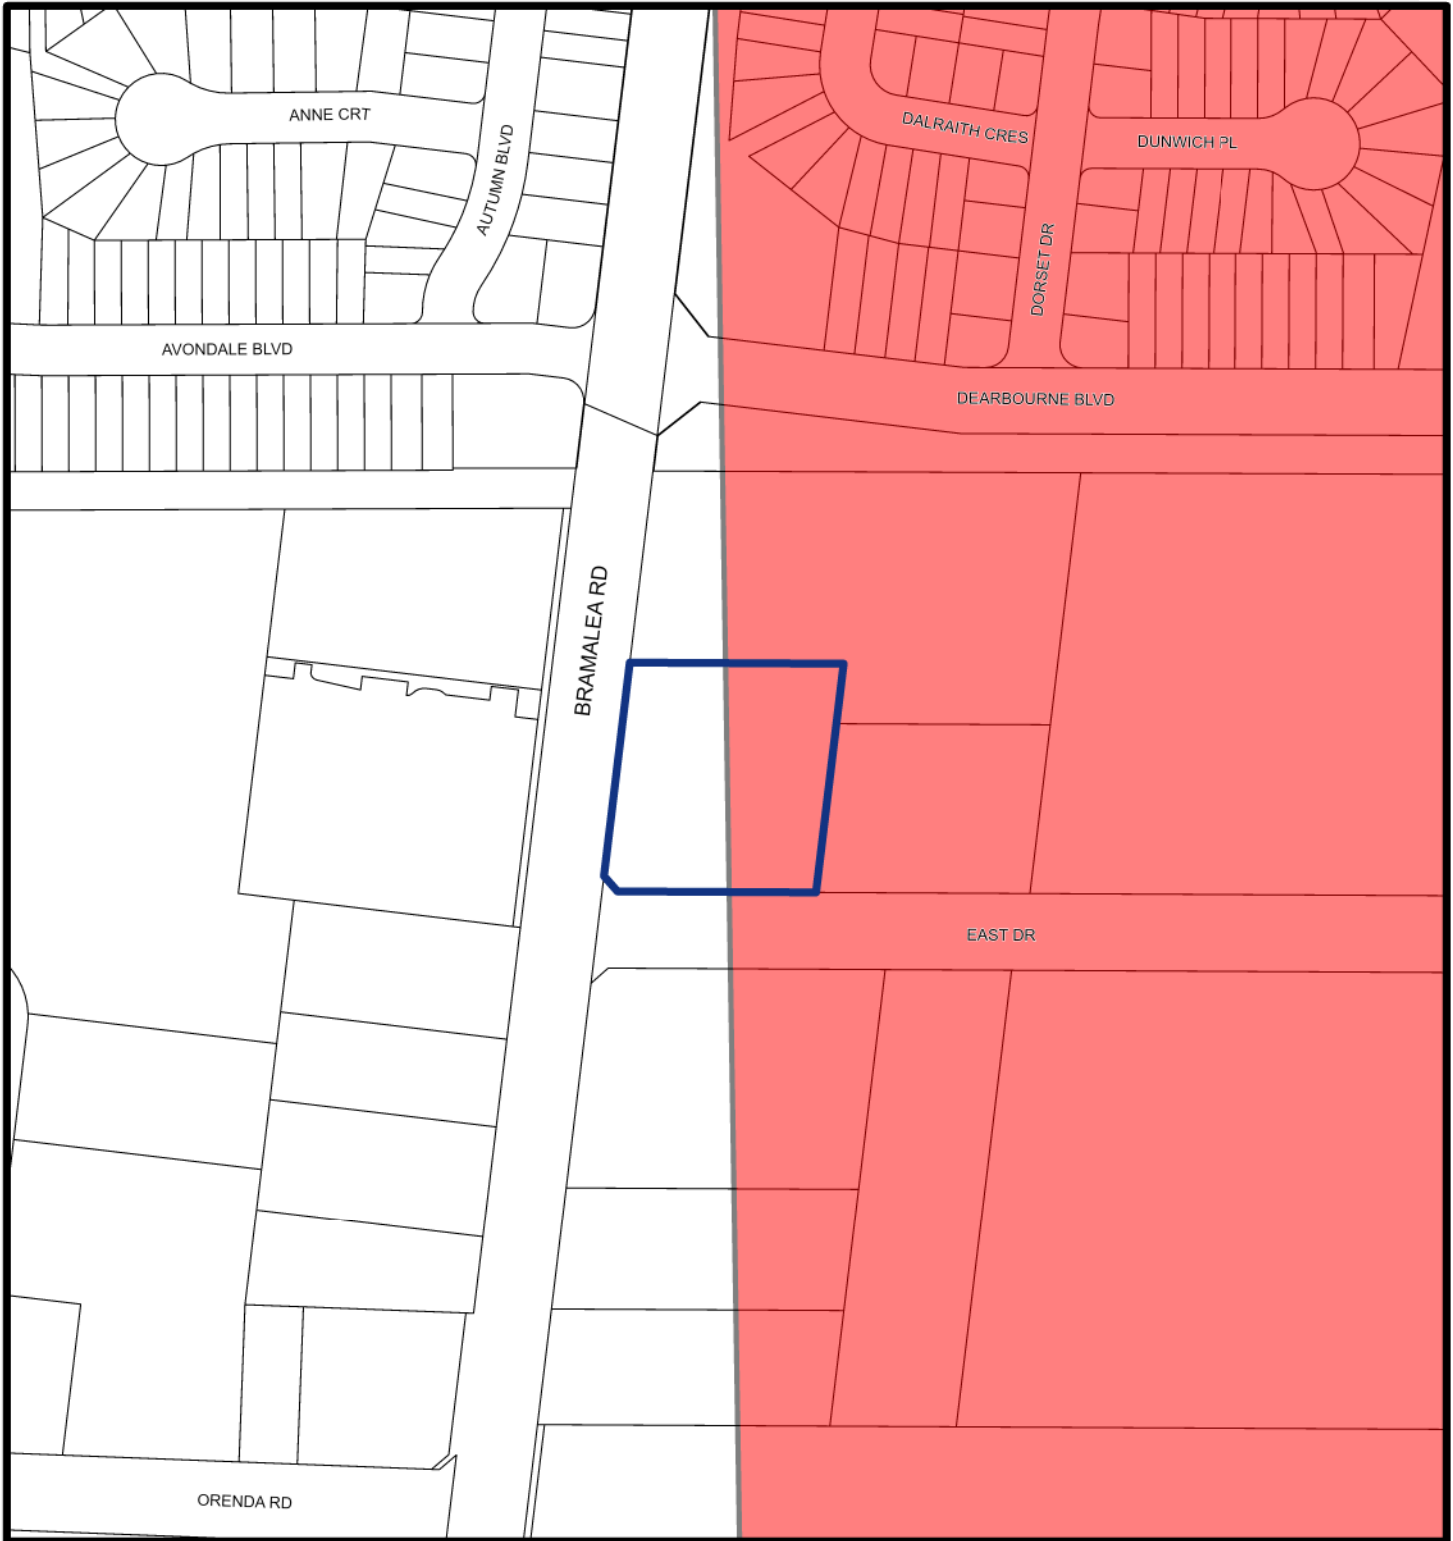 ANNE CRT
AUTUMN BLVD
DALRAITH CRES
DUNWICH PL
DORSET DR
AVONDALE BLVD
DEARBOURNE BLVD
BRAMALEA RD
EAST DR
ORENDA RD